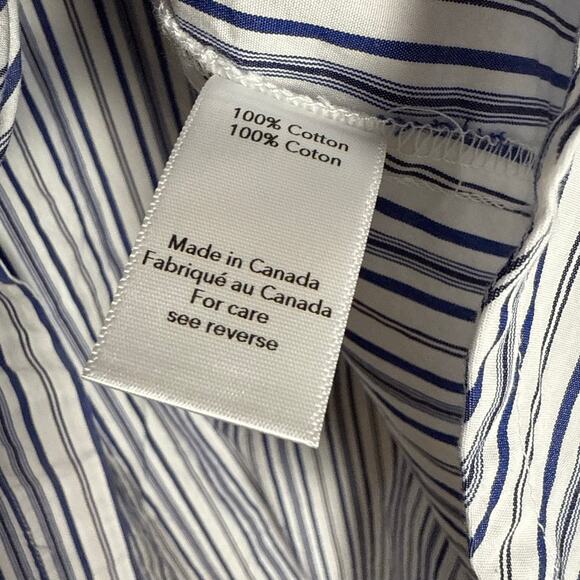 100% Cotton
100% Coton
Made in Canada
Fabriqué au Canada
For care
see reverse